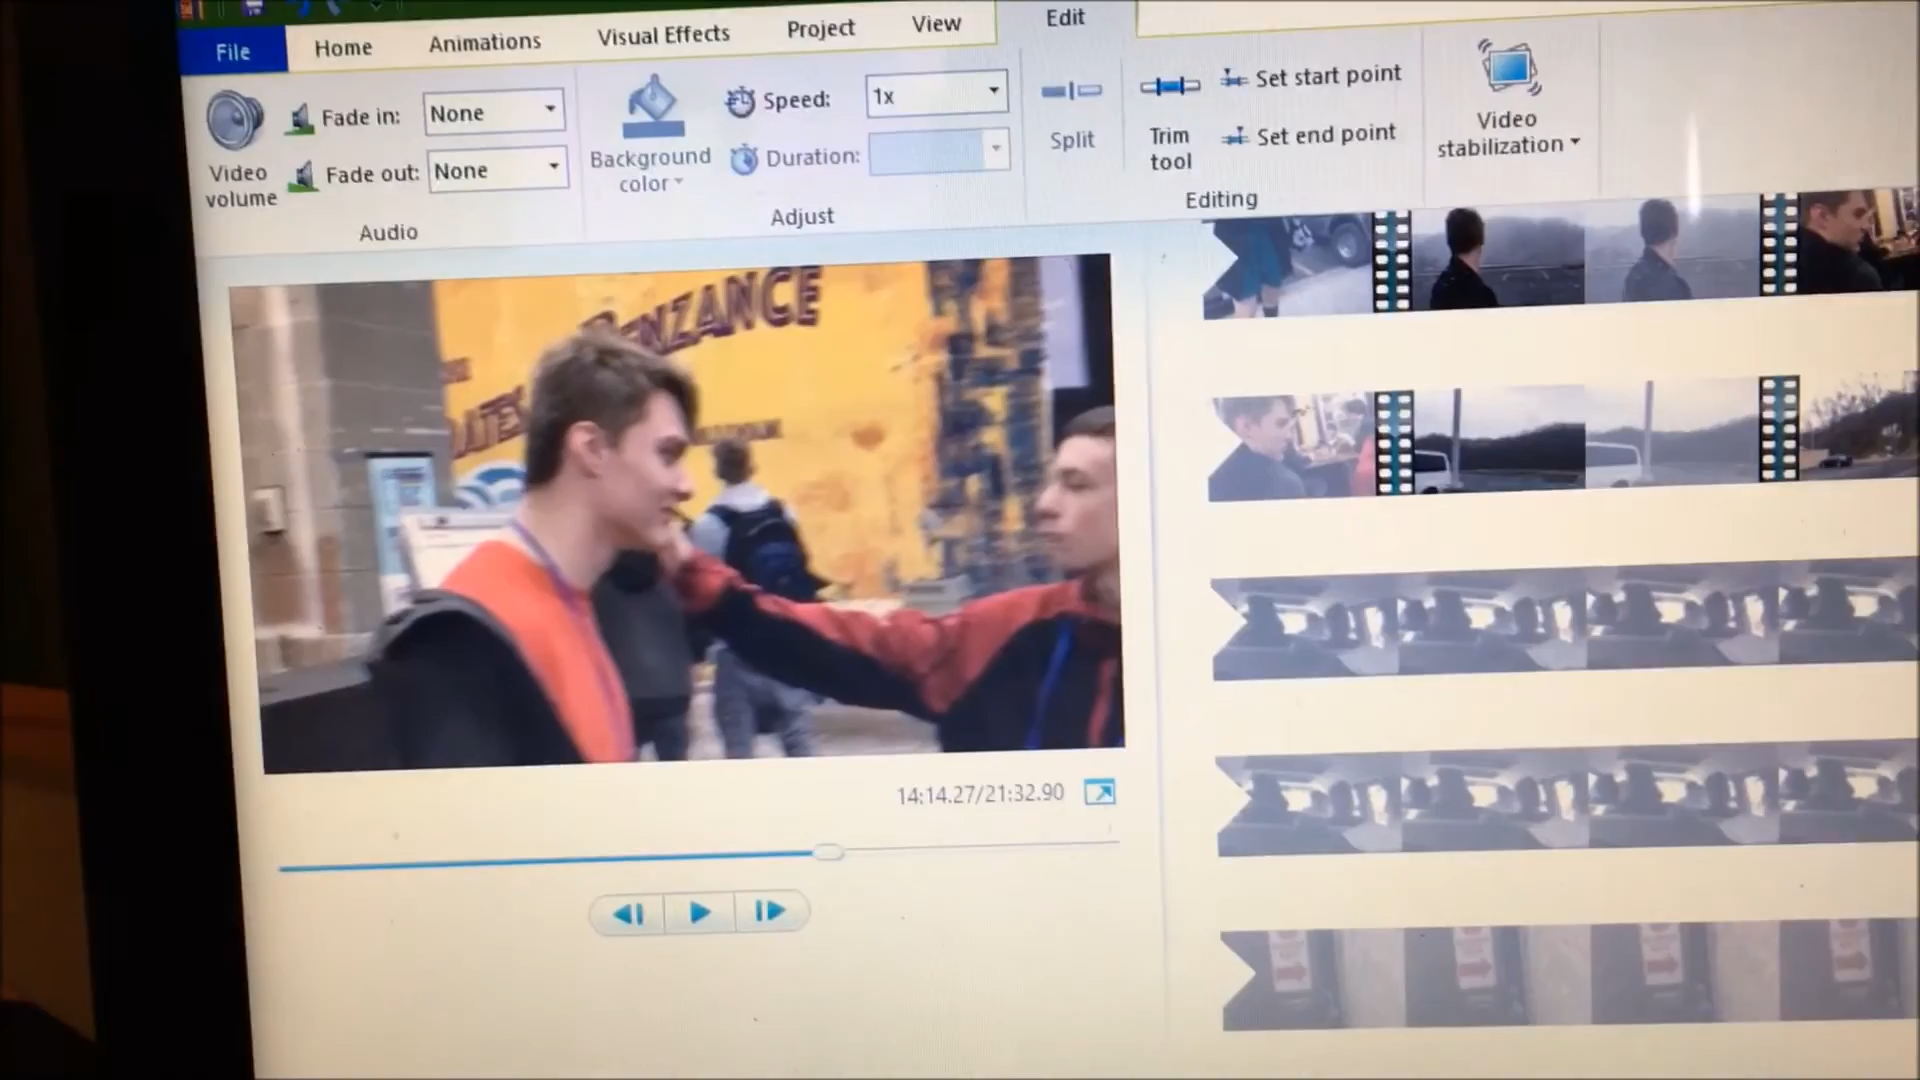 File Home Animations Visual Effects Project View Edit
Video volume
Fade in: None
Fade out: None
Audio
Background color
Speed: 1x
Duration:
Adjust
Split
Trim tool
Set start point
Set end point
Editing
Video stabilization
PENZANCE
14:14.27/21:32.90